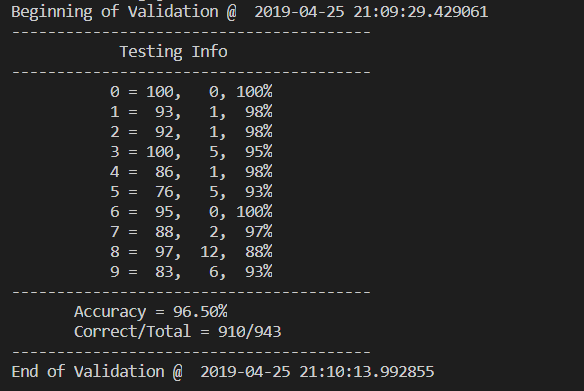 Beginning of Validation @  2019-04-25 21:09:29.429061
----------------------------------------
Testing Info
----------------------------------------
0 = 100,   0, 100%
1 =  93,   1,  98%
2 =  92,   1,  98%
3 = 100,   5,  95%
4 =  86,   1,  98%
5 =  76,   5,  93%
6 =  95,   0, 100%
7 =  88,   2,  97%
8 =  97,  12,  88%
9 =  83,   6,  93%
----------------------------------------
Accuracy = 96.50%
Correct/Total = 910/943
----------------------------------------
End of Validation @  2019-04-25 21:10:13.992855